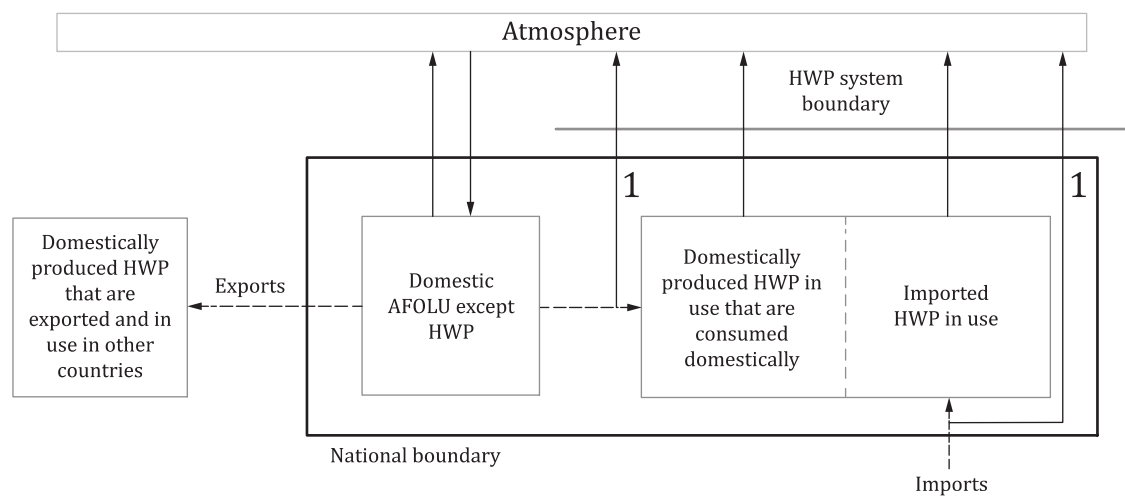 Atmosphere
HWP system
boundary
1
1
Domestically
produced HWP
that are
exported and in
use in other
countries
Exports
Domestic
AFOLU except
HWP
Domestically
produced HWP in
use that are
consumed
domestically
Imported
HWP in use
National boundary
Imports